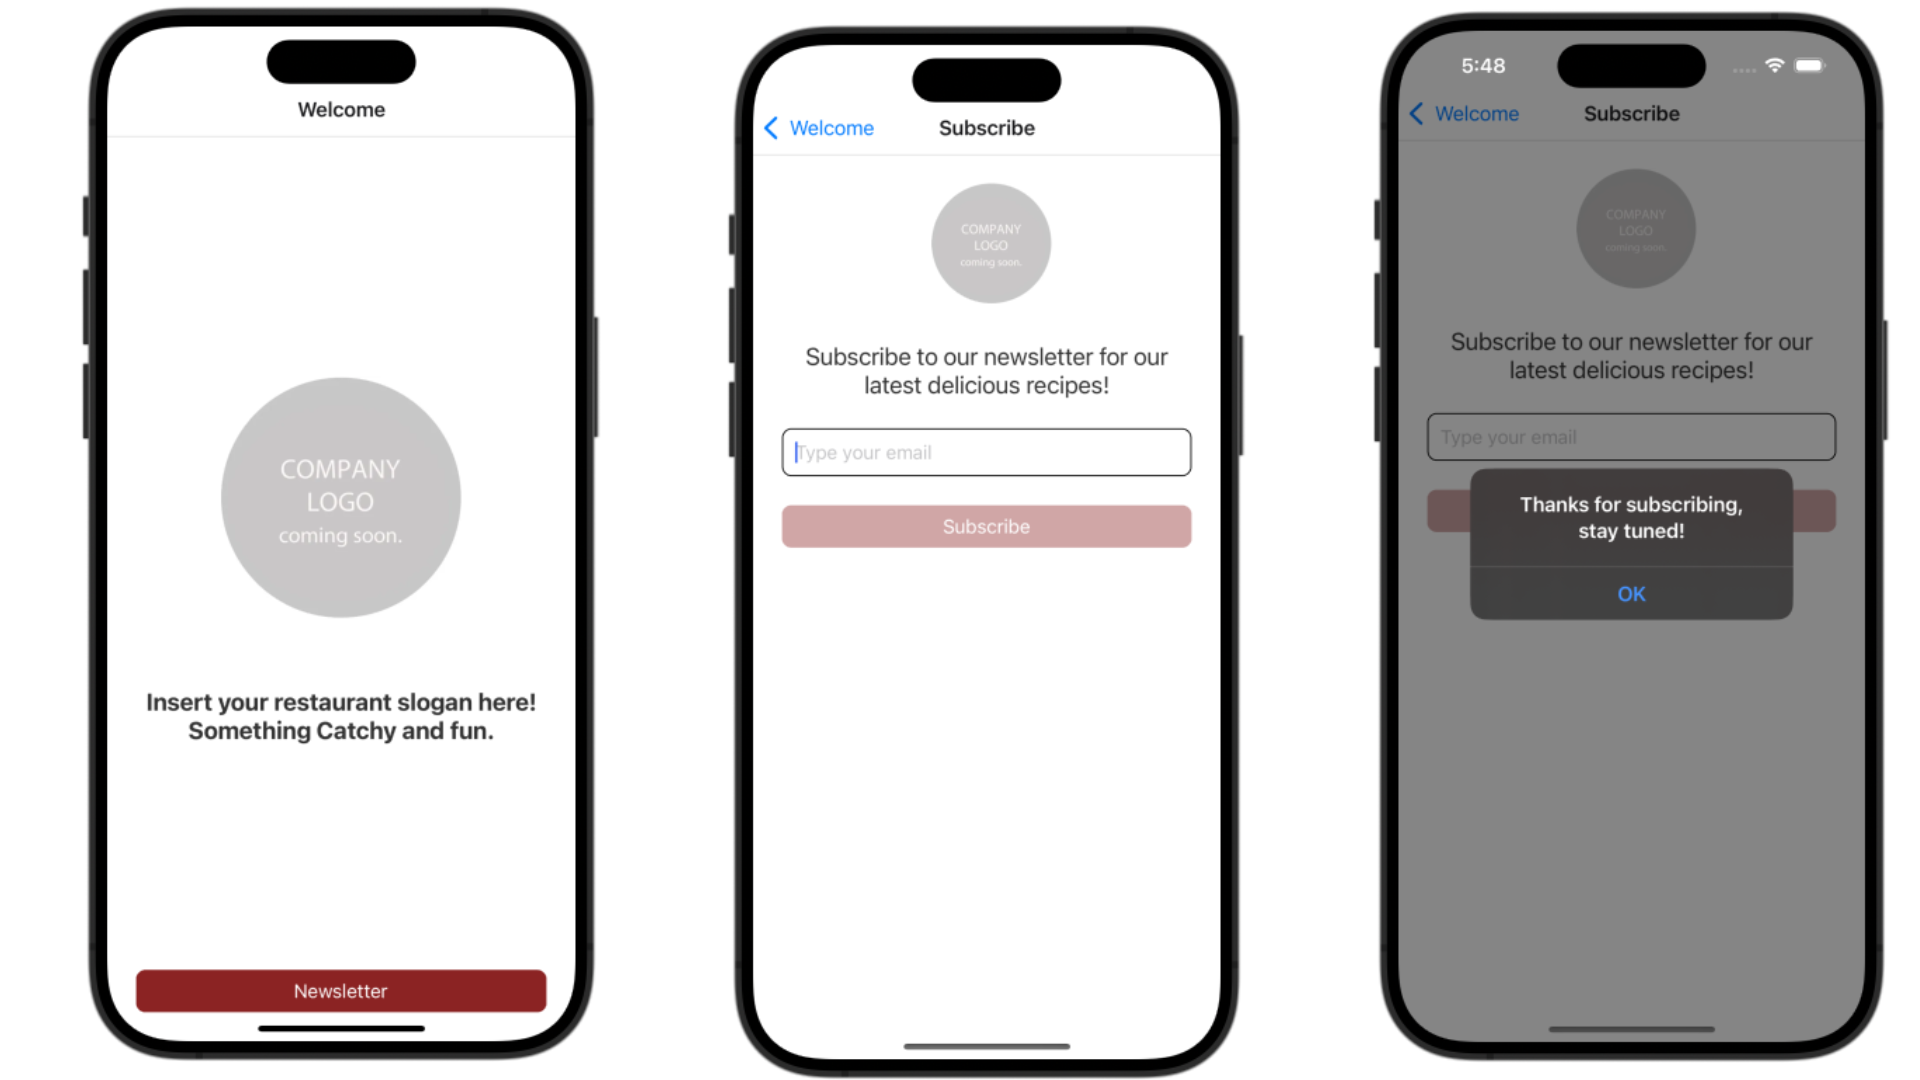 Welcome
COMPANY
LOGO
coming soon.
Insert your restaurant slogan here!
Something Catchy and fun.
Newsletter
Welcome
Subscribe
COMPANY
LOGO
coming soon.
Subscribe to our newsletter for our
latest delicious recipes!
Type your email
Subscribe
5:48
Welcome
Subscribe
COMPANY
LOGO
coming soon.
Subscribe to our newsletter for our
latest delicious recipes!
Type your email
Thanks for subscribing,
stay tuned!
OK